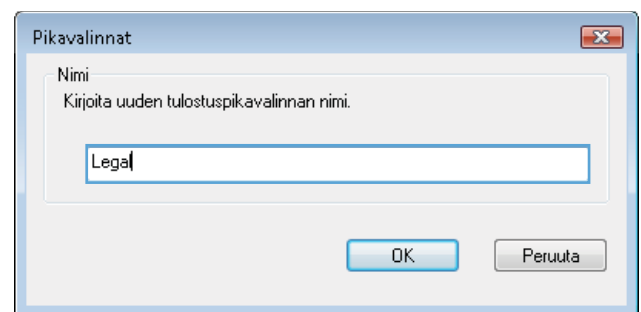 Pikavalinnat
Nimi
Kirjoita uuden tulostuspikavalinnan nimi.
Legal
OK
Peruuta